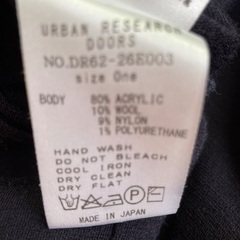 URBAN RESEARCH
DOORS
NO.DR62-26E003
size One
BODY 80% ACRYLIC
10% WOOL
9% NYLON
1% POLYURETHANE
HAND WASH
DO NOT BLEACH
COOL IRON
DRY CLEAN
DRY FLAT
MADE IN JAPAN